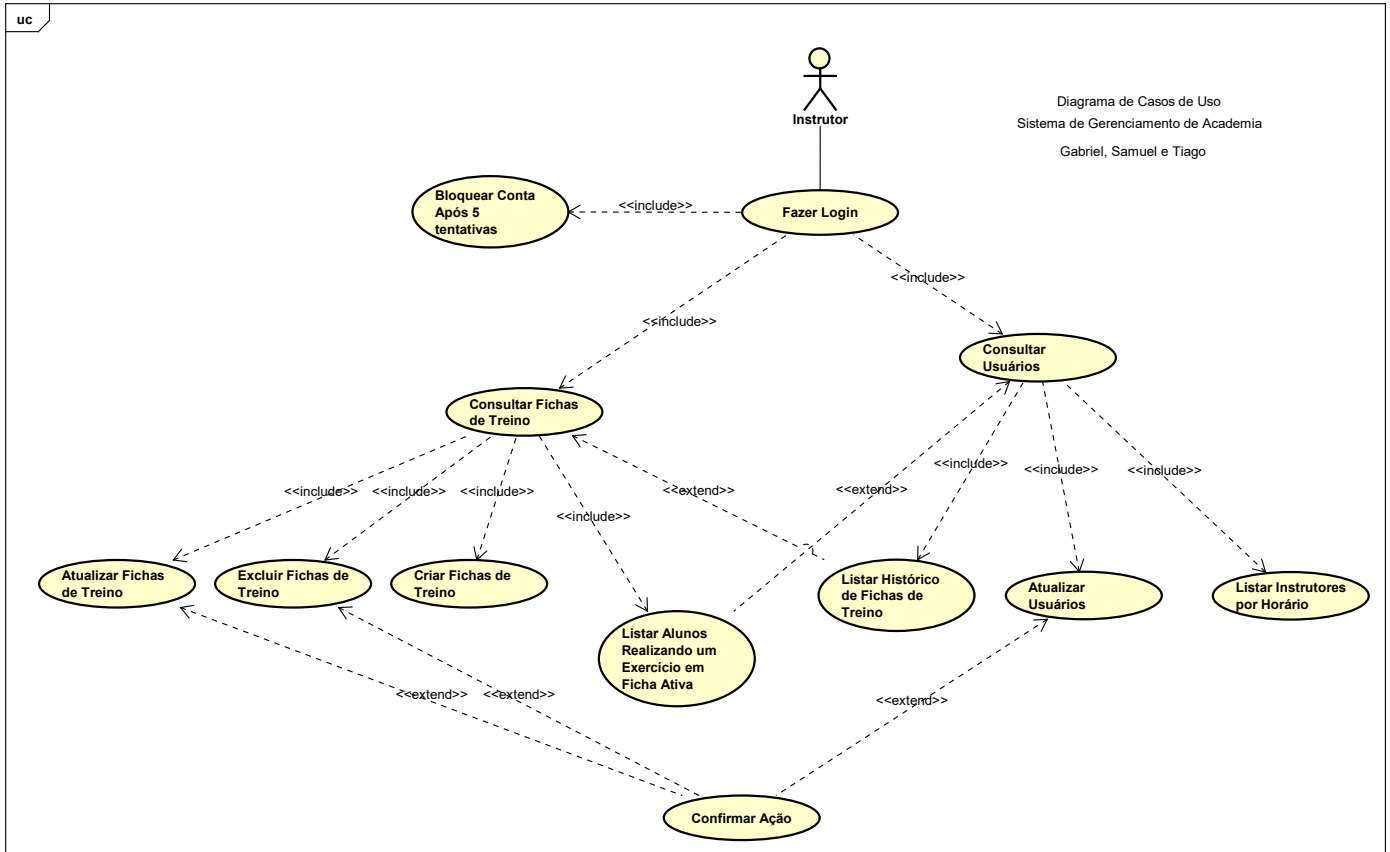 uc
Instrutor
Diagrama de Casos de Uso
Sistema de Gerenciamento de Academia
Gabriel, Samuel e Tiago
Bloquear Conta
Após 5
tentativas
<<include>>
Fazer Login
<<include>>
<<include>>
Consultar
Usuários
Consultar Fichas
de Treino
<<include>>
<<include>>
<<include>>
<<include>>
<<extend>>
<<extend>>
<<include>>
<<include>>
<<include>>
Atualizar Fichas
de Treino
Excluir Fichas de
Treino
Criar Fichas de
Treino
Listar Alunos
Realizando um
Exercício em
Ficha Ativa
Listar Histórico
de Fichas de
Treino
Atualizar
Usuários
Listar Instrutores
por Horário
<<extend>>
<<extend>>
<<extend>>
Confirmar Ação